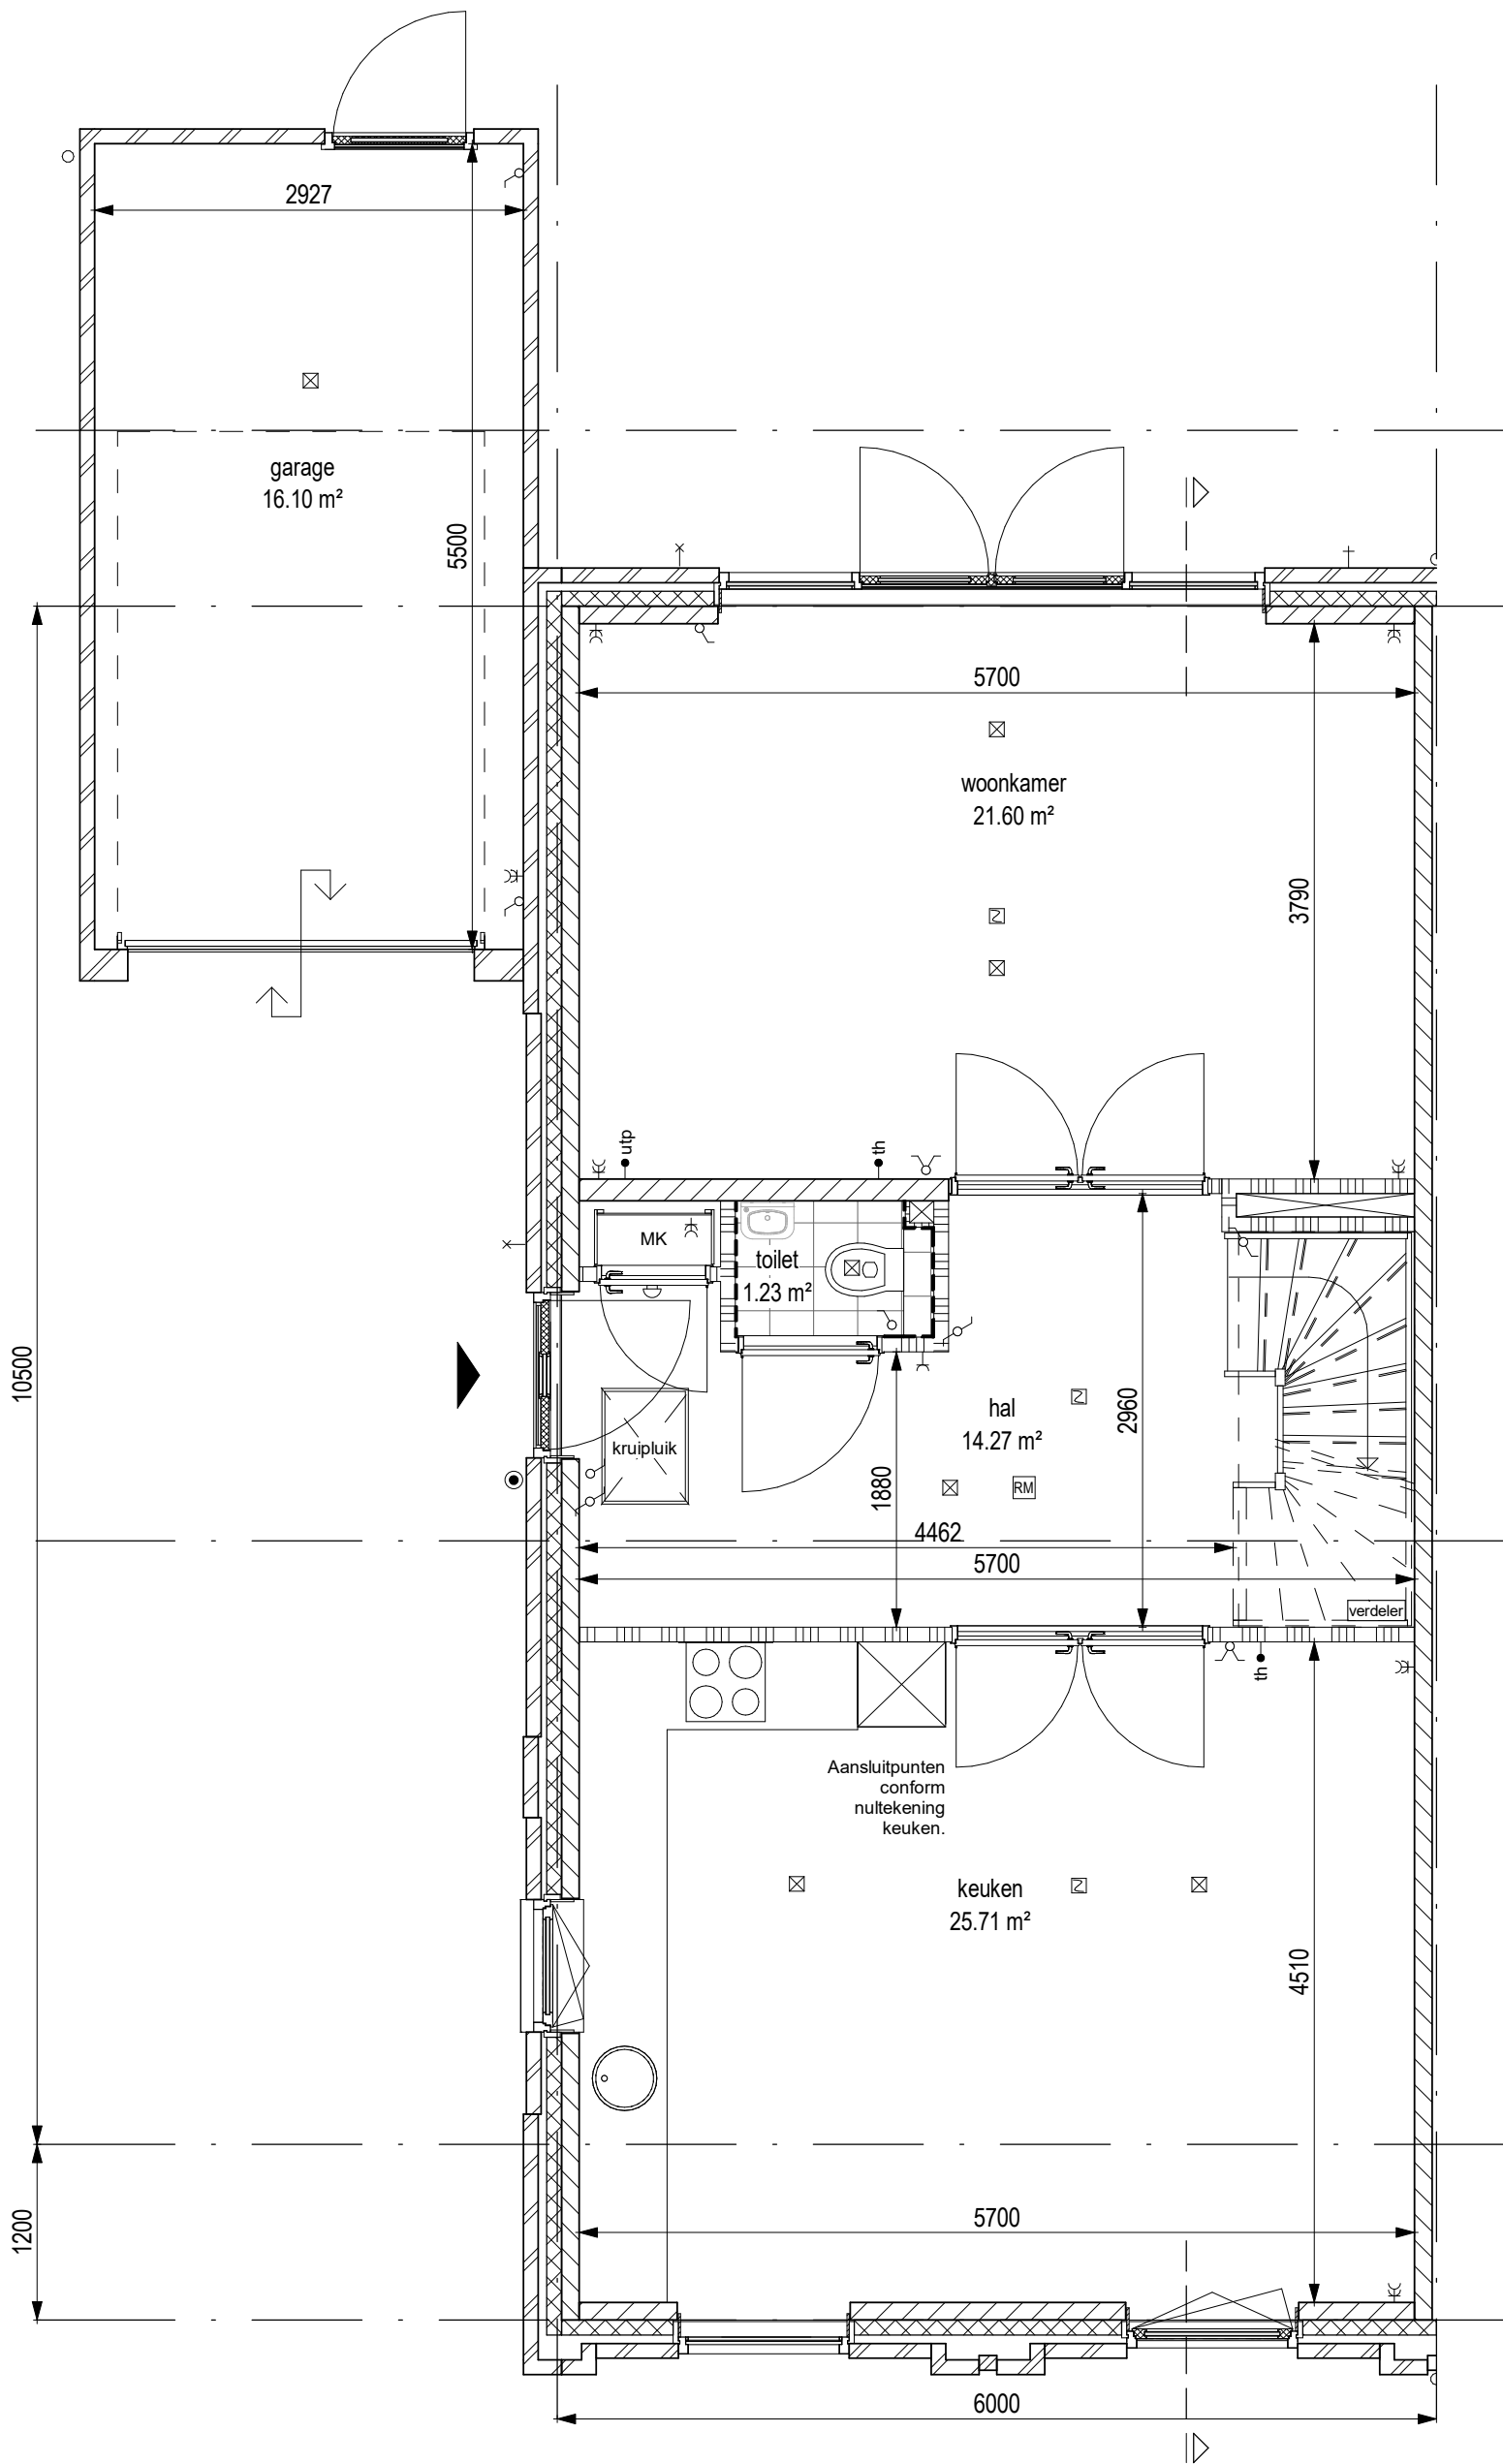 2927
garage
16.10 m²
5500
5700
woonkamer
21.60 m²
3790
utp
th
MK
toilet
1.23 m²
10500
kruipluik
hal
14.27 m²
2960
RM
1880
4462
5700
verdeler
th
Aansluitpunten
conform
nultekening
keuken.
keuken
25.71 m²
4510
1200
5700
6000